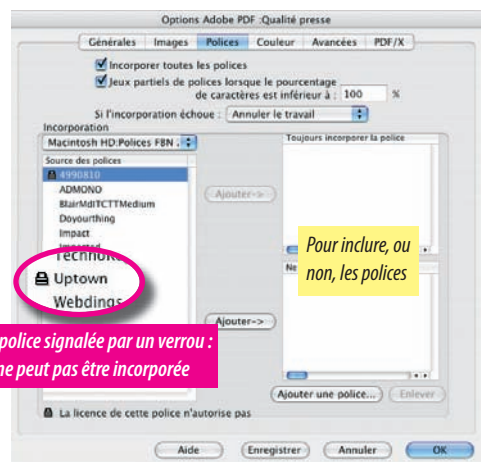 Options Adobe PDF :Qualité presse
Générales Images Polices Couleur Avancées PDF/X
Incorporer toutes les polices
Jeux partiels de polices lorsque le pourcentage
de caractères est inférieur à : 100 %
Si l'incorporation échoue : Annuler le travail
Incorporation
Macintosh HD:Polices FBN
Toujours incorporer la police
Source des polices
4990810
ADMONO
BlairMdITCTTMedium
Doyourthing
Impact
Ajouter->
Uptown
Webdings
Pour inclure, ou
non, les polices
Ne
Ajouter->
police signalée par un verrou :
ne peut pas être incorporée
Ajouter une police... Enlever
La licence de cette police n'autorise pas
Aide Enregistrer Annuler OK